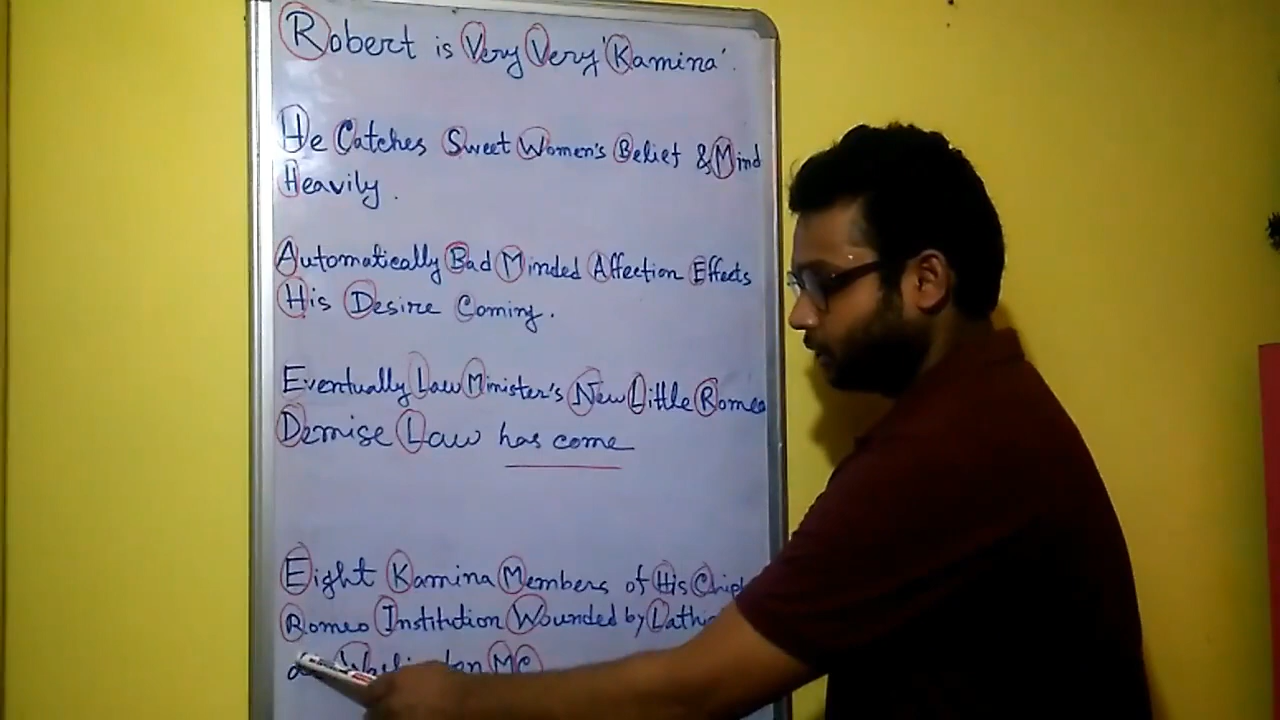 Robert is Very Very 'Kamina'.
He Catches Sweet Women's Belief & Mind
Heavily.
Automatically Bad Minded Affection Effects
His Desire Coming.
Eventually Law Minister's New Little Romeo
Demise Law has come
Eight Kamina Members of His
Romeo Institution Wounded by
MC